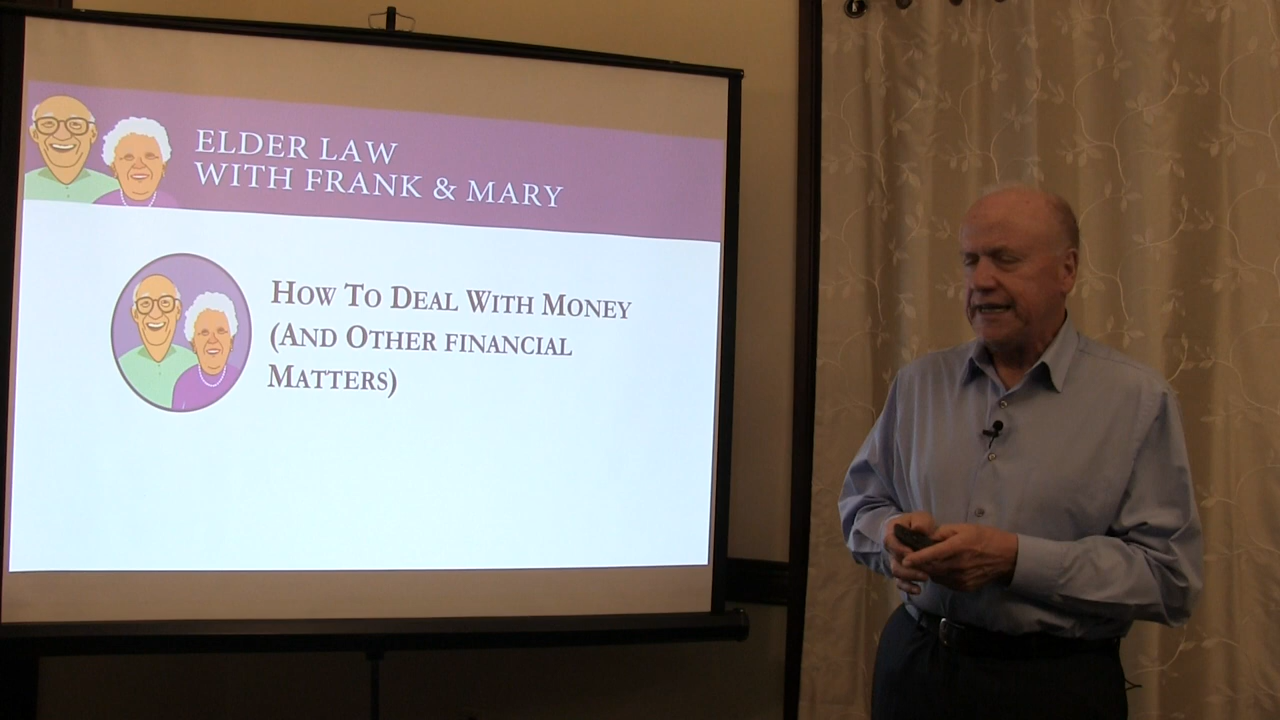 ELDER LAW
WITH FRANK & MARY
HOW TO DEAL WITH MONEY
(AND OTHER FINANCIAL
MATTERS)